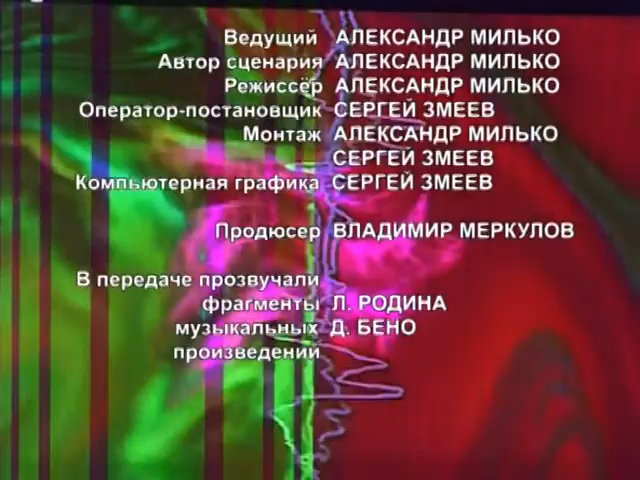 Ведущий АЛЕКСАНДР МИЛЬКО
Автор сценария АЛЕКСАНДР МИЛЬКО
Режиссёр АЛЕКСАНДР МИЛЬКО
Оператор-постановщик СЕРГЕЙ ЗМЕЕВ
Монтаж АЛЕКСАНДР МИЛЬКО
СЕРГЕЙ ЗМЕЕВ
Компьютерная графика СЕРГЕЙ ЗМЕЕВ
Продюсер ВЛАДИМИР МЕРКУЛОВ
В передаче прозвучали
фрагменты Л. РОДИНА
музыкальных Д. БЕНО
произведений